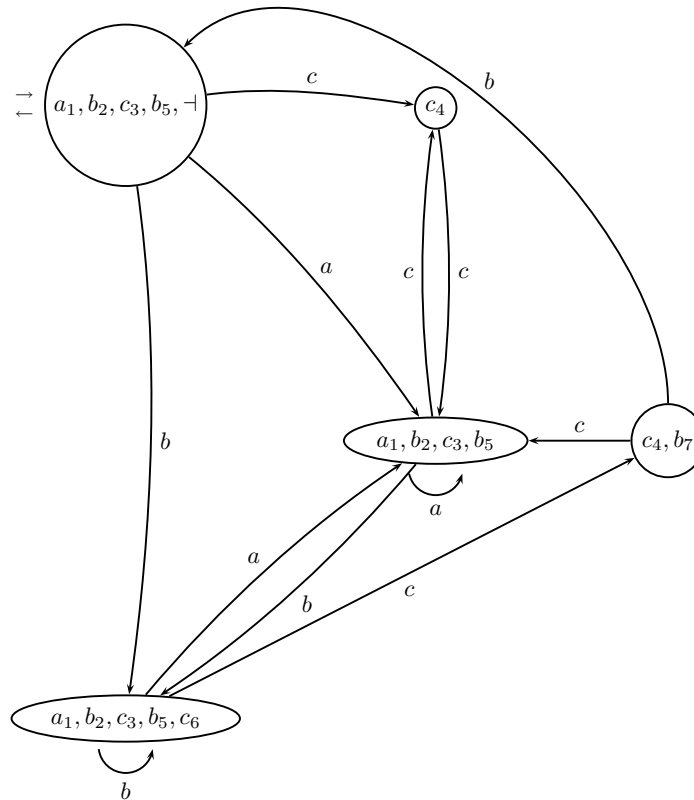 b
c
→
a₁, b₂, c₃, b₅, ⊣
c₄
←
a
c
c
b
c
a₁, b₂, c₃, b₅
c₄, b₇
a
a
b
c
a₁, b₂, c₃, b₅, c₆
b